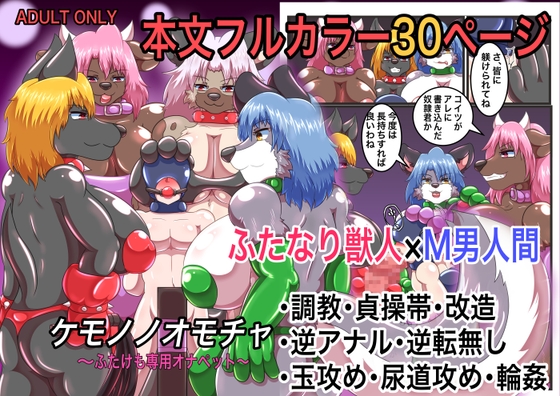 ADULT ONLY
本文フルカラー30ページ
さ、皆に
躾けられてね
コイツが
アレに
書き込んだ
奴隷君か
今度は
長持ちすれば
良いわね
ふたなり獣人×M男人間
・調教・貞操帯・改造
・逆アナル・逆転無し
・玉攻め・尿道攻め・輪姦
ケモノノオモチャ
～ふたけも専用オナペット～